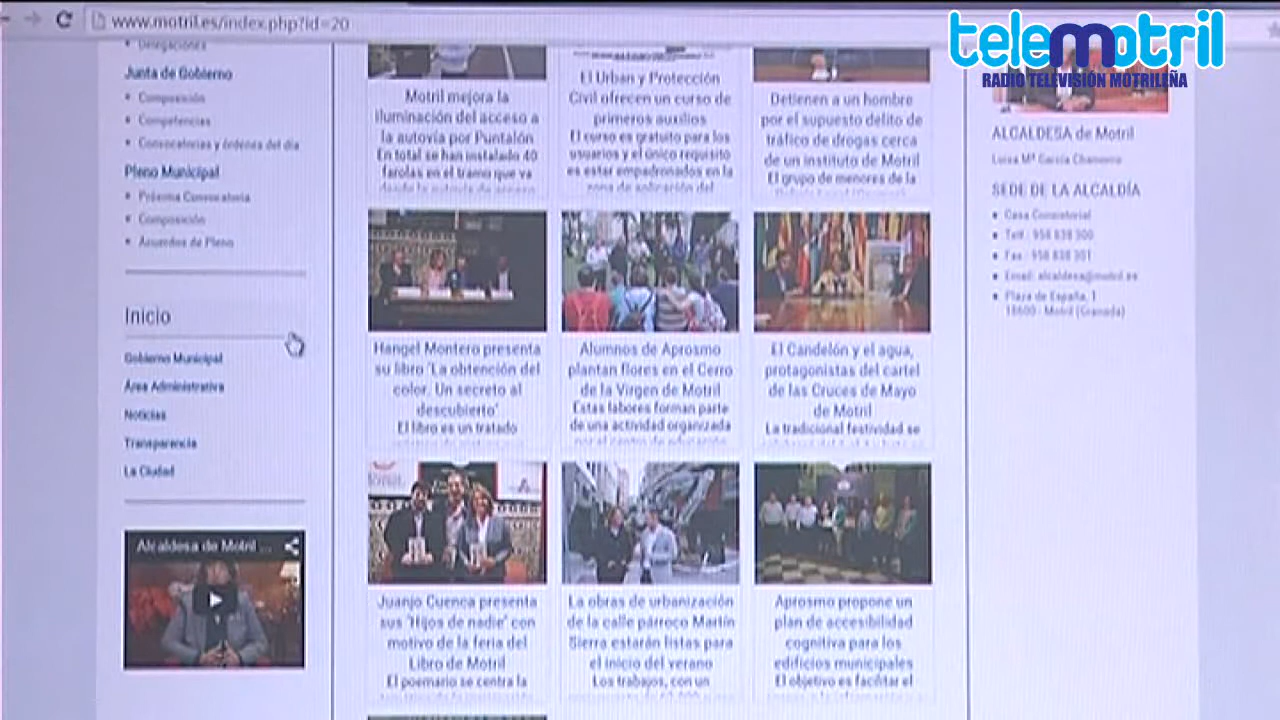 www.motril.es/index.php?id=20
telemotril
RADIO TELEVISIÓN MOTRILEÑA
Delegaciones
Junta de Gobierno
Composición
Competencias
Convocatorias y órdenes del día
Pleno Municipal
Próxima Convocatoria
Composición
Acuerdos de Pleno
Inicio
Gobierno Municipal
Área Administrativa
Noticias
Transparencia
La Ciudad
Alcaldesa de Motril ...
Motril mejora la
iluminación del acceso a
la autovía por Puntalón
En total se han instalado 40
farolas en el tramo que va
desde la autovía de acceso
El Urban y Protección
Civil ofrecen un curso de
primeros auxilios
El curso es gratuito para los
usuarios y el único requisito
es estar empadronados en la
zona de aplicación del
Detienen a un hombre
por el supuesto delito de
tráfico de drogas cerca
de un instituto de Motril
El grupo de menores de la
Hangel Montero presenta
su libro 'La obtención del
color. Un secreto al
descubierto'
El libro es un tratado
Alumnos de Aprosmo
plantan flores en el Cerro
de la Virgen de Motril
Estas labores forman parte
de una actividad organizada
por el centro de educación
El Candelón y el agua,
protagonistas del cartel
de las Cruces de Mayo
de Motril
La tradicional festividad se
Juanjo Cuenca presenta
sus 'Hijos de nadie' con
motivo de la feria del
Libro de Motril
El poemario se centra la
La obras de urbanización
de la calle párroco Martín
Sierra estarán listas para
el inicio del verano
Los trabajos, con un
Aprosmo propone un
plan de accesibilidad
cognitiva para los
edificios municipales
El objetivo es facilitar el
ALCALDESA de Motril
Luisa Mª García Chamorro
SEDE DE LA ALCALDÍA
Casa Consistorial
Telf.: 958 838 300
Fax : 958 838 301
Email: alcaldesa@motril.es
Plaza de España, 1
18600 - Motril (Granada)